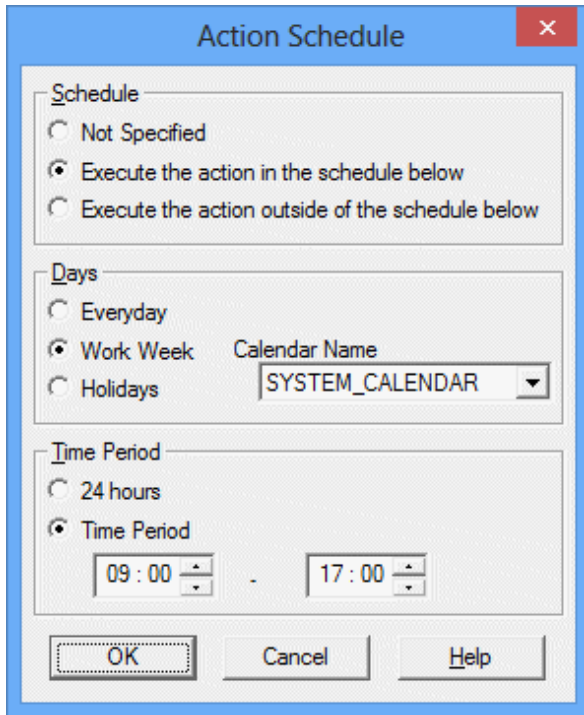 Action Schedule
Schedule
Not Specified
Execute the action in the schedule below
Execute the action outside of the schedule below
Days
Everyday
Work Week Calendar Name
Holidays SYSTEM_CALENDAR
Time Period
24 hours
Time Period
09 : 00 - 17 : 00
OK Cancel Help